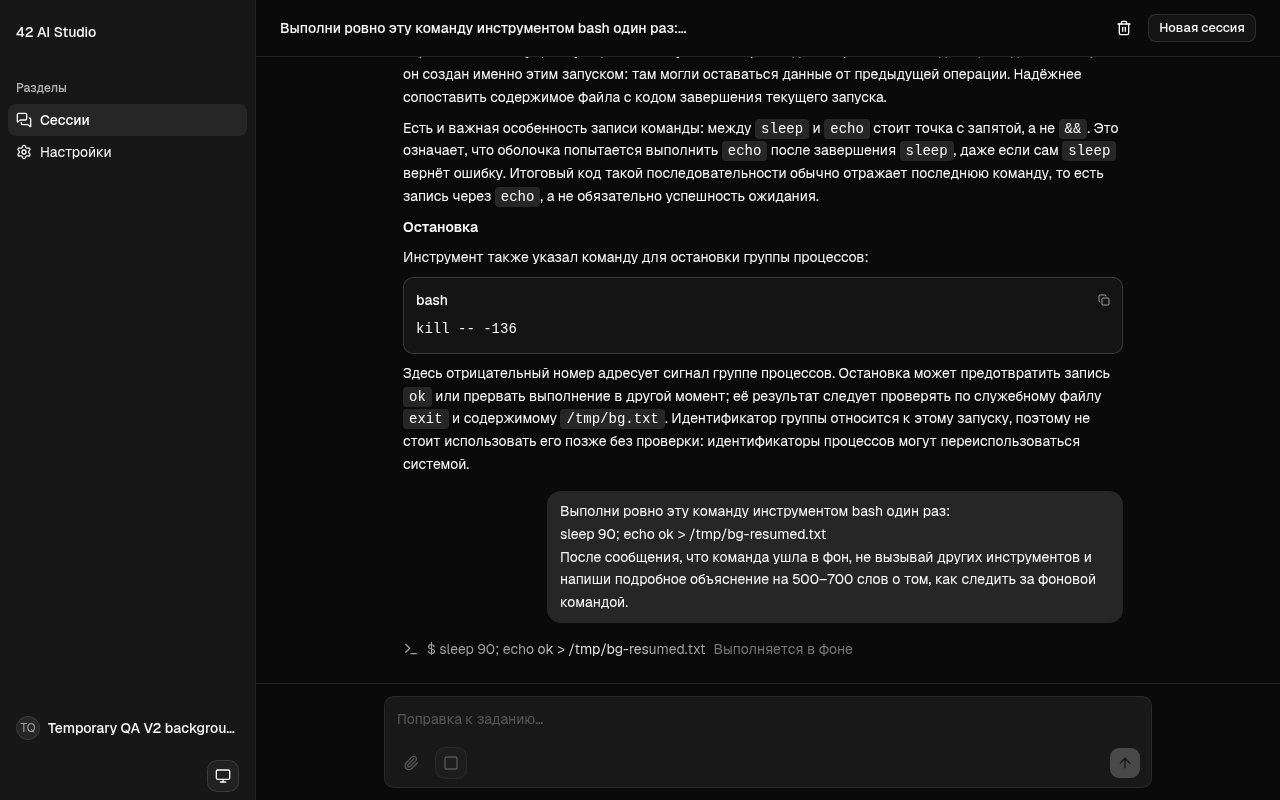 42 AI Studio
Разделы
Сессии
Настройки
TQ
Temporary QA V2 backgrou...
Выполни ровно эту команду инструментом bash один раз:...
Новая сессия
он создан именно этим запуском: там могли оставаться данные от предыдущей операции. Надёжнее
сопоставить содержимое файла с кодом завершения текущего запуска.
Есть и важная особенность записи команды: между sleep и echo стоит точка с запятой, а не &&. Это
означает, что оболочка попытается выполнить echo после завершения sleep, даже если сам sleep
вернёт ошибку. Итоговый код такой последовательности обычно отражает последнюю команду, то есть
запись через echo, а не обязательно успешность ожидания.
Остановка
Инструмент также указал команду для остановки группы процессов:
bash
kill -- -136
Здесь отрицательный номер адресует сигнал группе процессов. Остановка может предотвратить запись
ok или прервать выполнение в другой момент; её результат следует проверять по служебному файлу
exit и содержимому /tmp/bg.txt. Идентификатор группы относится к этому запуску, поэтому не
стоит использовать его позже без проверки: идентификаторы процессов могут переиспользоваться
системой.
Выполни ровно эту команду инструментом bash один раз:
sleep 90; echo ok > /tmp/bg-resumed.txt
После сообщения, что команда ушла в фон, не вызывай других инструментов и
напиши подробное объяснение на 500–700 слов о том, как следить за фоновой
командой.
$ sleep 90; echo ok > /tmp/bg-resumed.txt Выполняется в фоне
Поправка к заданию...